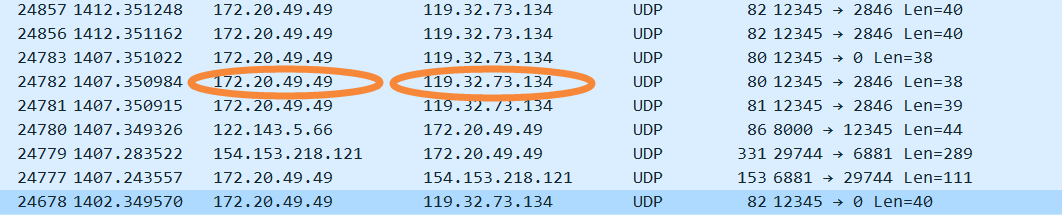 24857 1412.351248 172.20.49.49 119.32.73.134 UDP 82 12345 → 2846 Len=40
24856 1412.351162 172.20.49.49 119.32.73.134 UDP 82 12345 → 2846 Len=40
24783 1407.351022 172.20.49.49 119.32.73.134 UDP 80 12345 → 0 Len=38
24782 1407.350984 172.20.49.49 119.32.73.134 UDP 80 12345 → 2846 Len=38
24781 1407.350915 172.20.49.49 119.32.73.134 UDP 81 12345 → 2846 Len=39
24780 1407.349326 122.143.5.66 172.20.49.49 UDP 86 8000 → 12345 Len=44
24779 1407.283522 154.153.218.121 172.20.49.49 UDP 331 29744 → 6881 Len=289
24777 1407.243557 172.20.49.49 154.153.218.121 UDP 153 6881 → 29744 Len=111
24678 1402.349570 172.20.49.49 119.32.73.134 UDP 82 12345 → 0 Len=40